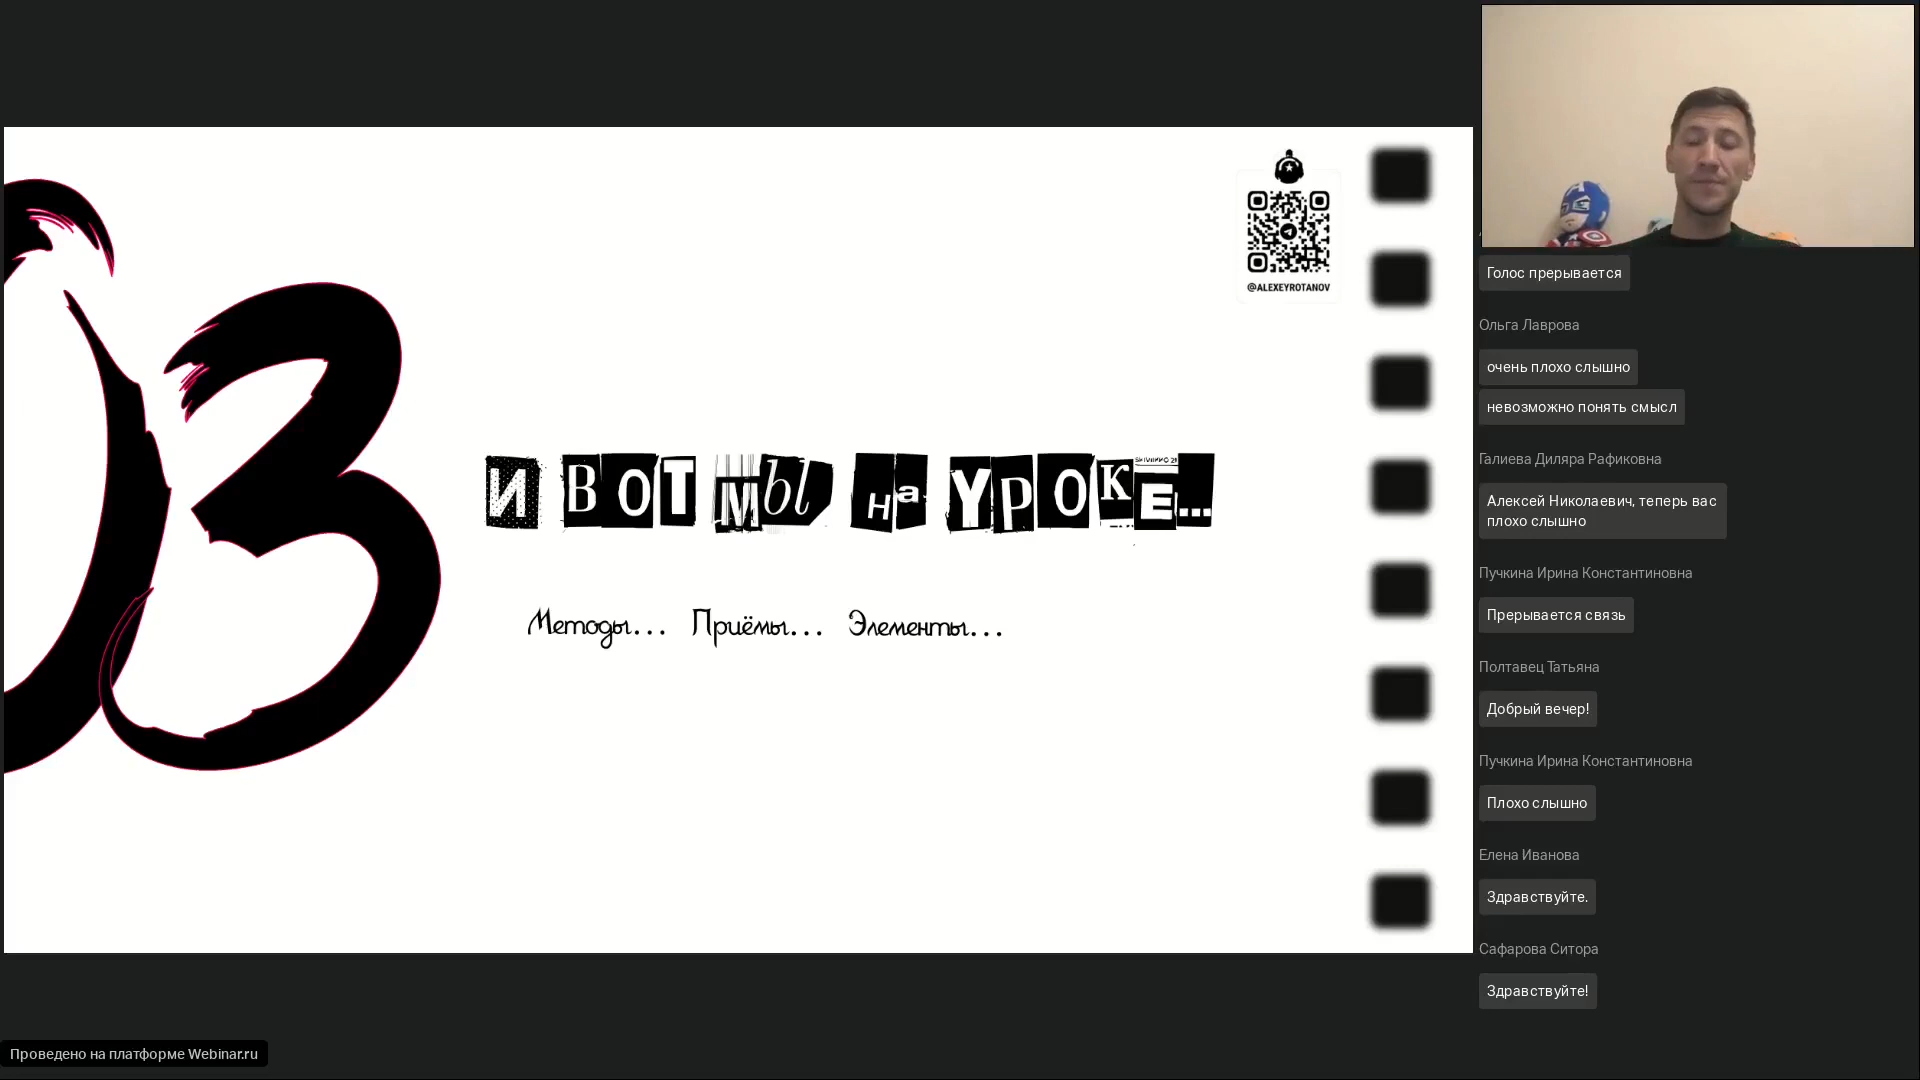 @ALEXEYROTANOV
03
И ВОТ МЫ на УРОКЕ...
Методы... Приёмы... Элементы...
Голос прерывается
Ольга Лаврова
очень плохо слышно
невозможно понять смысл
Галиева Диляра Рафиковна
Алексей Николаевич, теперь вас
плохо слышно
Пучкина Ирина Константиновна
Прерывается связь
Полтавец Татьяна
Добрый вечер!
Пучкина Ирина Константиновна
Плохо слышно
Елена Иванова
Здравствуйте.
Сафарова Ситора
Здравствуйте!
Проведено на платформе Webinar.ru